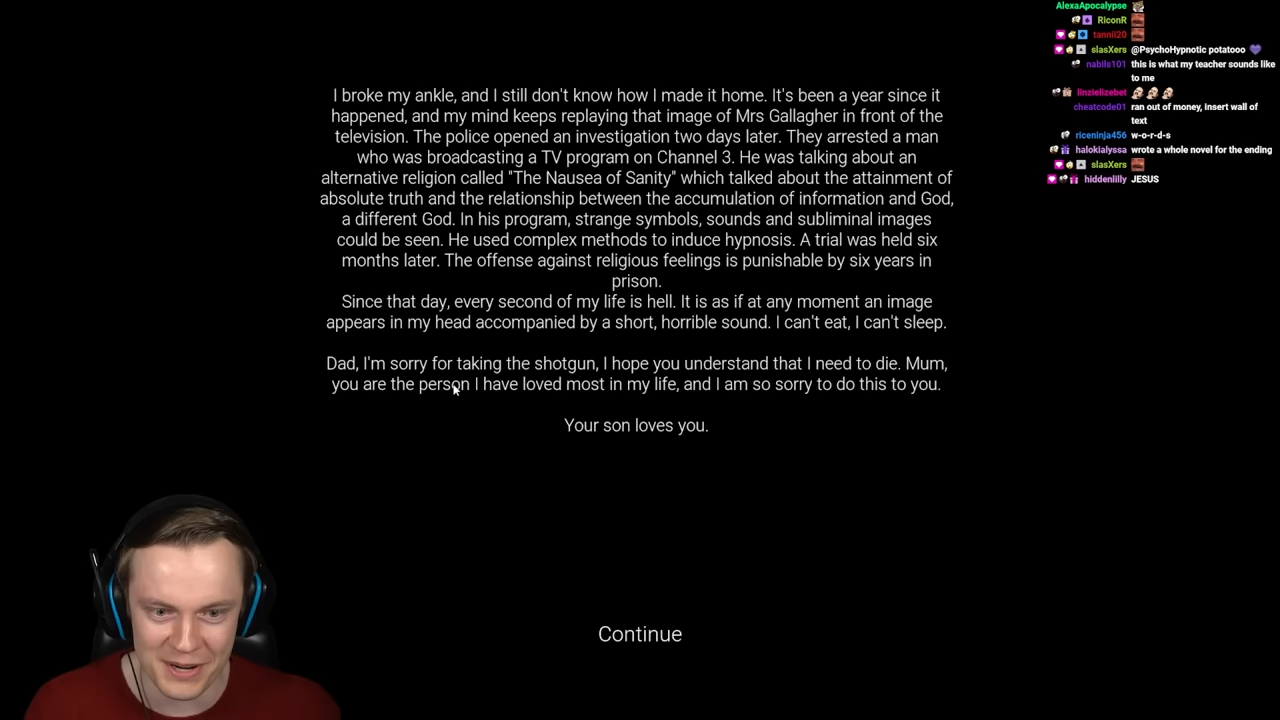 I broke my ankle, and I still don't know how I made it home. It's been a year since it
happened, and my mind keeps replaying that image of Mrs Gallagher in front of the
television. The police opened an investigation two days later. They arrested a man
who was broadcasting a TV program on Channel 3. He was talking about an
alternative religion called "The Nausea of Sanity" which talked about the attainment of
absolute truth and the relationship between the accumulation of information and God,
a different God. In his program, strange symbols, sounds and subliminal images
could be seen. He used complex methods to induce hypnosis. A trial was held six
months later. The offense against religious feelings is punishable by six years in
prison.
Since that day, every second of my life is hell. It is as if at any moment an image
appears in my head accompanied by a short, horrible sound. I can't eat, I can't sleep.
Dad, I'm sorry for taking the shotgun, I hope you understand that I need to die. Mum,
you are the person I have loved most in my life, and I am so sorry to do this to you.
Your son loves you.
Continue
AlexaApocalypse
RiconR
tannii20
slasXers @PsychoHypnotic potatooo
nabils101 this is what my teacher sounds like
to me
linzielizebet
cheatcode01 ran out of money, insert wall of
text
riceninja456 w-o-r-d-s
halokialyssa wrote a whole novel for the ending
slasXers
hiddenlilly JESUS